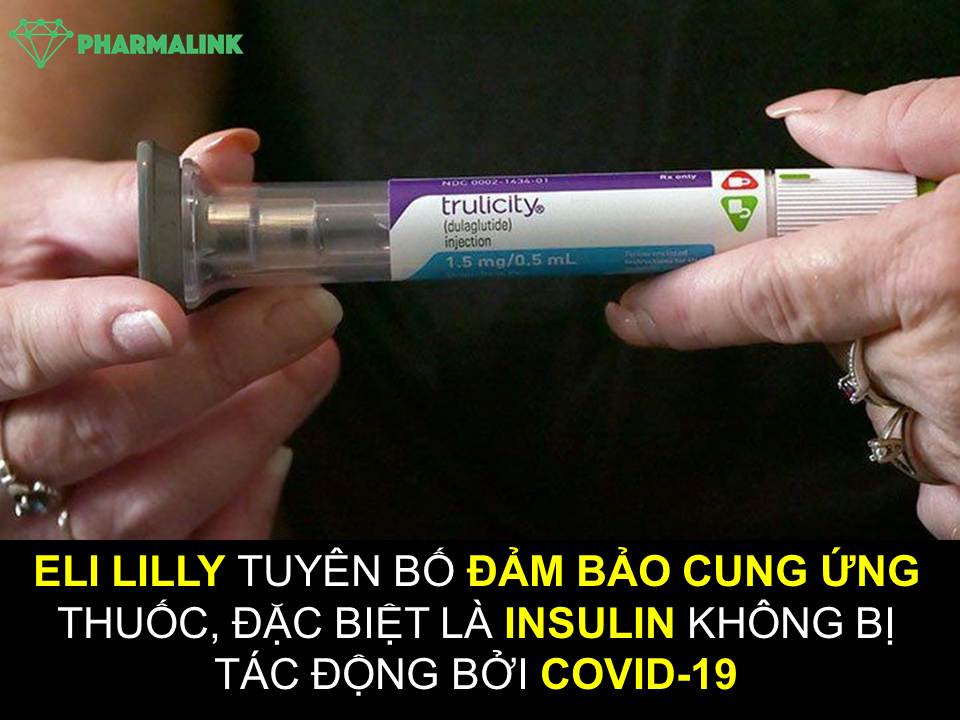 PHARMALINK
NDC 0002-1434-01 Rx only
trulicity®
(dulaglutide)
injection
1.5 mg/0.5 mL
ELI LILLY TUYÊN BỐ ĐẢM BẢO CUNG ỨNG
THUỐC, ĐẶC BIỆT LÀ INSULIN KHÔNG BỊ
TÁC ĐỘNG BỞI COVID-19